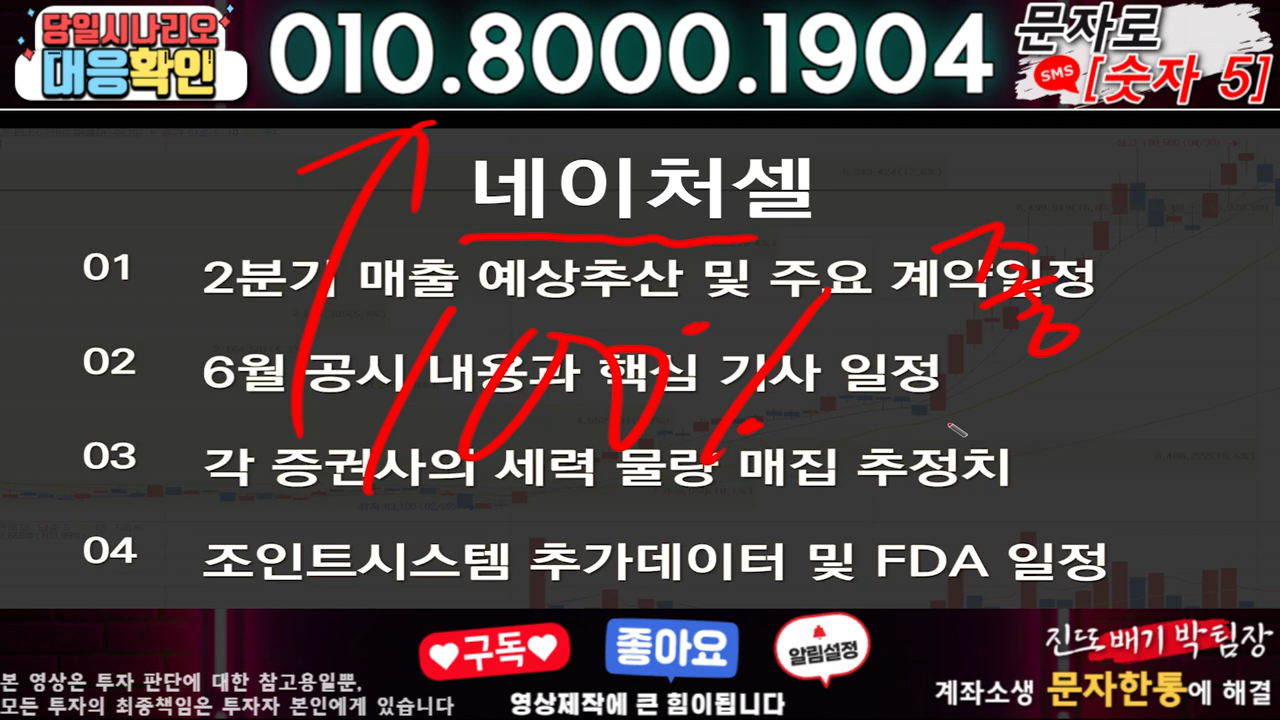 당일시나리오
대응확인
010.8000.1904
문자로
SMS
[숫자 5]
네이처셀
01 2분기 매출 예상추산 및 주요 계약일정
02 6월 공시 내용과 핵심 기사 일정
03 각 증권사의 세력 물량 매집 추정치
04 조인트시스템 추가데이터 및 FDA 일정
100%
구독
좋아요
알림설정
영상제작에 큰 힘이됩니다
본 영상은 투자 판단에 대한 참고용일뿐,
모든 투자의 최종책임은 투자자 본인에게 있습니다
진또배기 박팀장
계좌소생 문자한통에 해결